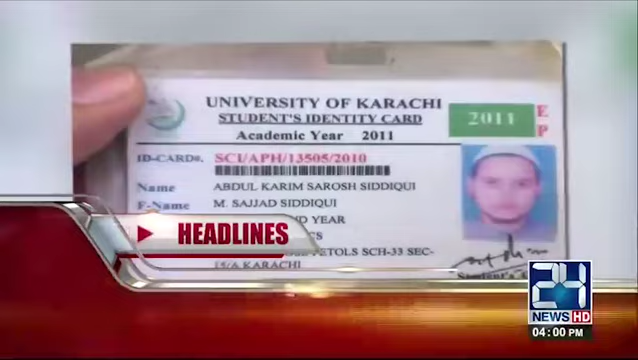 UNIVERSITY OF KARACHI
STUDENT'S IDENTITY CARD
Academic Year 2011
2011
E
P
ID-CARD#. SCI/APH/13505/2010
Name ABDUL KARIM SAROSH SIDDIQUI
F-Name M. SAJJAD SIDDIQUI
YEAR
SCH-33 SEC-
15/A KARACHI
Student's
HEADLINES
24
NEWS HD
04:00 PM